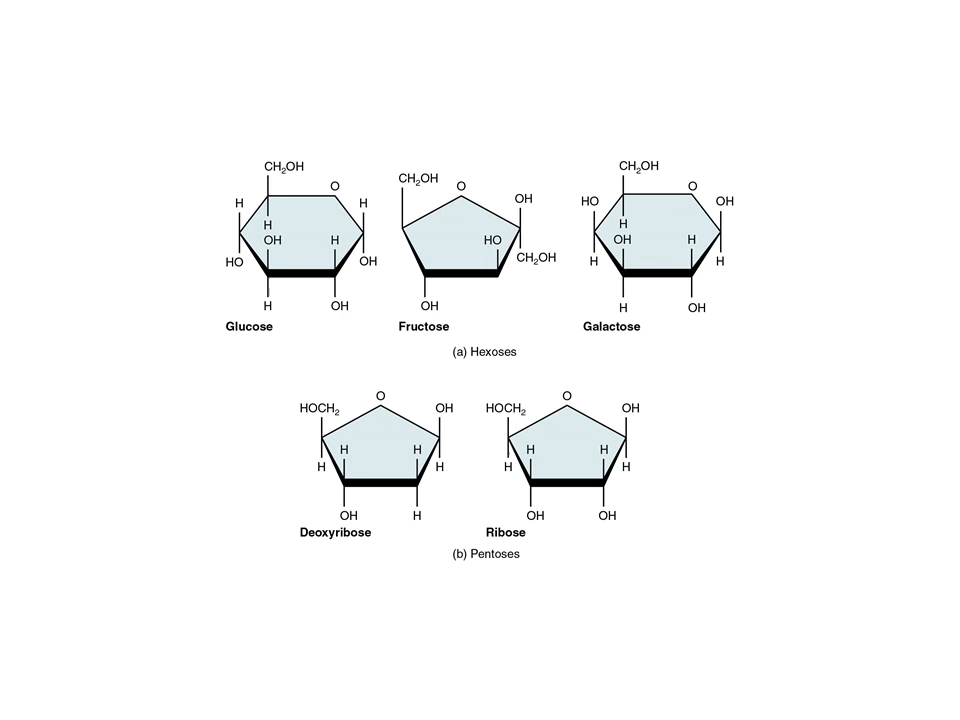 CH2OH CH2OH CH2OH
O O O
H H OH HO OH
H H
OH H HO OH H
HO OH CH2OH H H
H OH OH H OH
Glucose Fructose Galactose
(a) Hexoses
O O
HOCH2 OH HOCH2 OH
H H H H
H H H H
OH H OH OH
Deoxyribose Ribose
(b) Pentoses